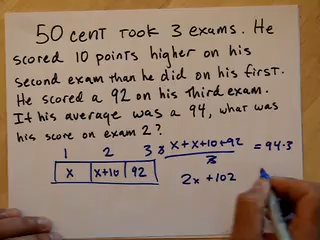 50 cent took 3 exams. He
scored 10 points higher on his
second exam than he did on his first.
He scored a 92 on his third exam.
If his average was a 94, what was
his score on exam 2?
1 2 3
x x+10 92
3 x+x+10+92 = 94·3
3
2x+102